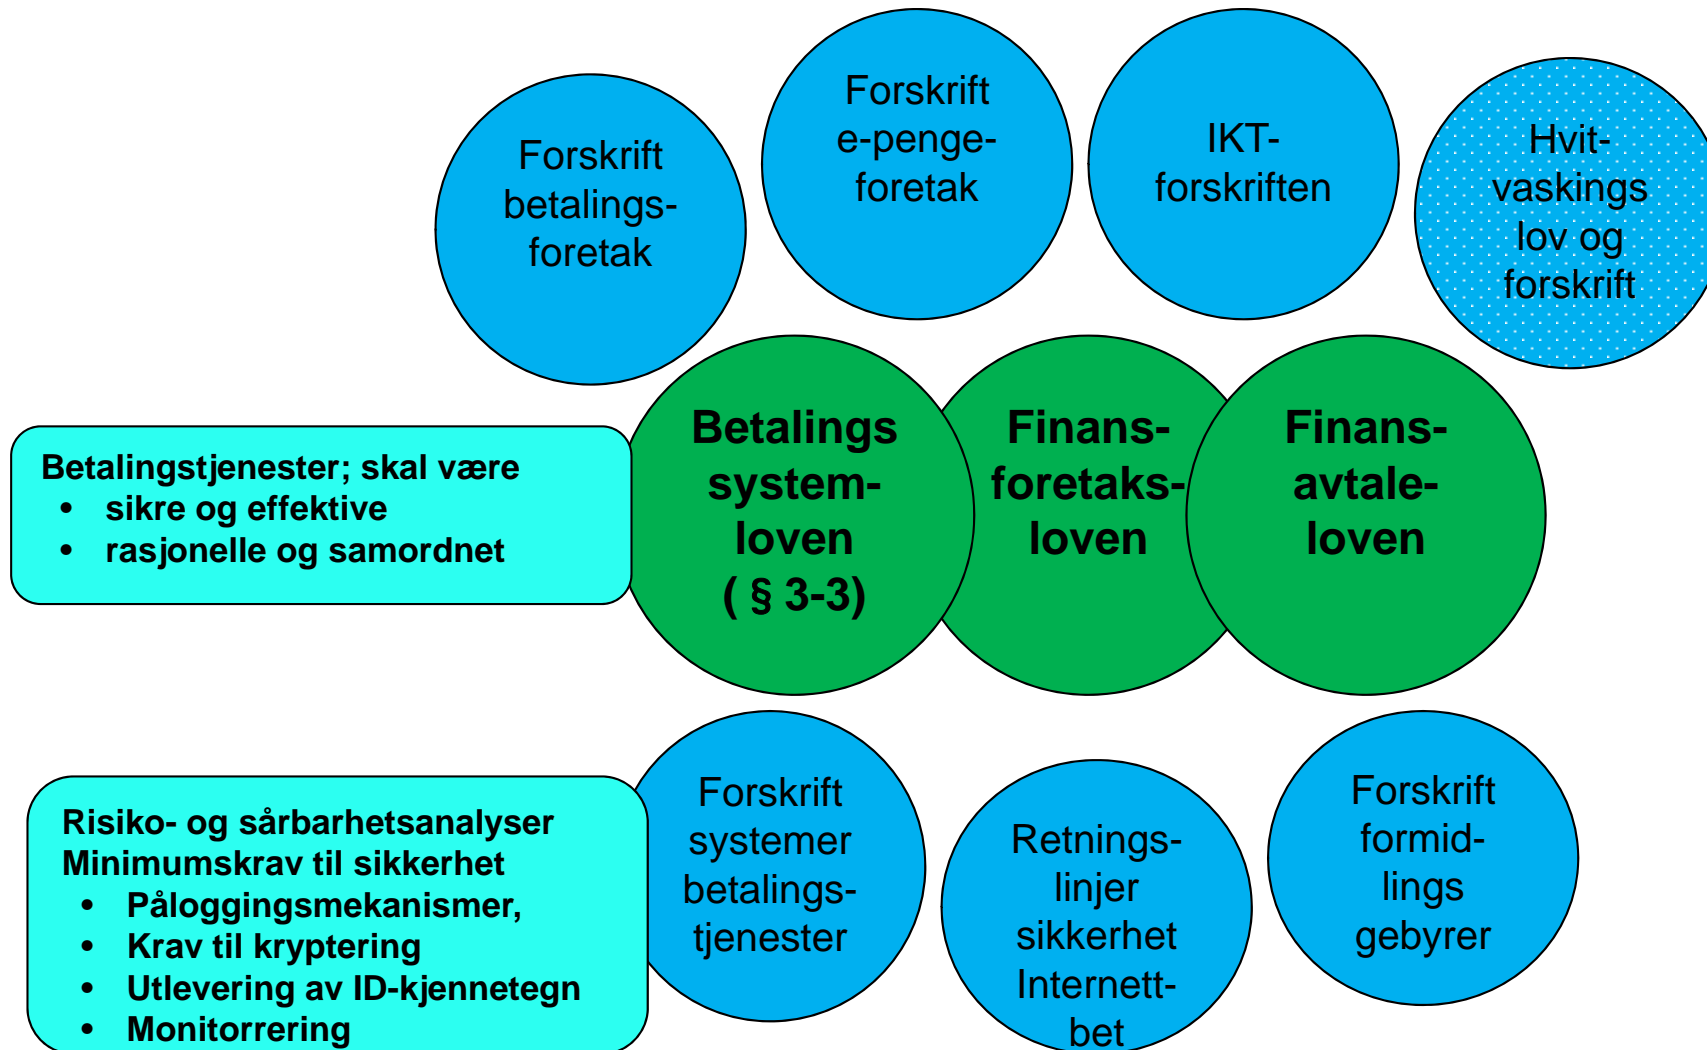 Forskrift
betalings-
foretak
Forskrift
e-penge-
foretak
IKT-
forskriften
Hvit-
vaskings
lov og
forskrift
Betalingstjenester; skal være
• sikre og effektive
• rasjonelle og samordnet
Betalings
system-
loven
( § 3-3)
Finans-
foretaks-
loven
Finans-
avtale-
loven
Risiko- og sårbarhetsanalyser
Minimumskrav til sikkerhet
• Påloggingsmekanismer,
• Krav til kryptering
• Utlevering av ID-kjennetegn
• Monitorrering
Forskrift
systemer
betalings-
tjenester
Retnings-
linjer
sikkerhet
Internett-
bet
Forskrift
formid-
lings
gebyrer